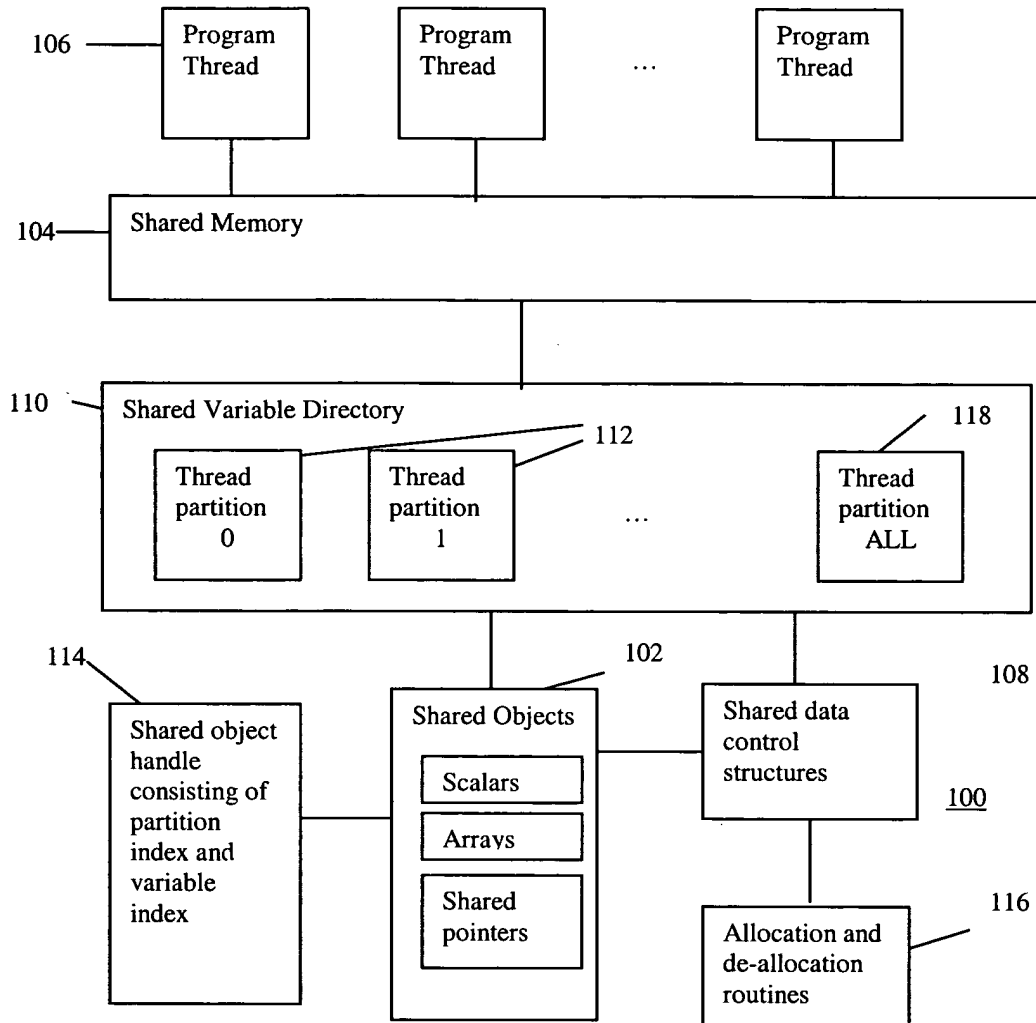 106
Program
Thread
Program
Thread
...
Program
Thread
104
Shared Memory
110
Shared Variable Directory
112
118
Thread
partition
0
Thread
partition
1
...
Thread
partition
ALL
114
102
108
Shared object
handle
consisting of
partition
index and
variable
index
Shared Objects
Scalars
Arrays
Shared
pointers
Shared data
control
structures
100
116
Allocation and
de-allocation
routines